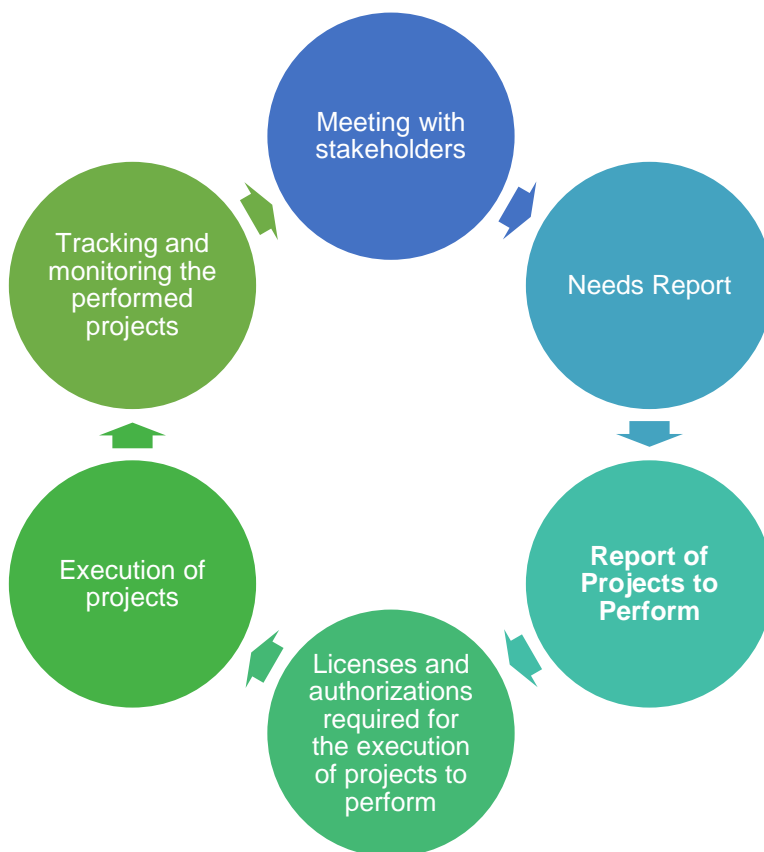 Meeting with
stakeholders
Needs Report
Report of
Projects to
Perform
Licenses and
authorizations
required for
the execution
of projects to
perform
Execution of
projects
Tracking and
monitoring the
performed
projects